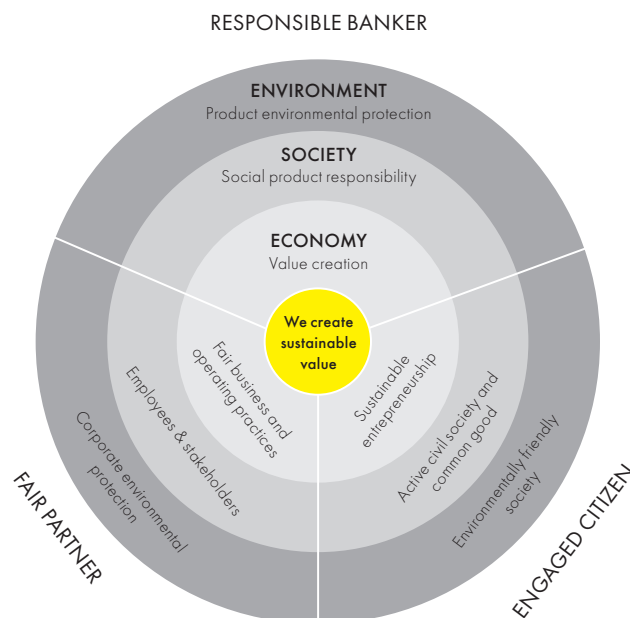 RESPONSIBLE BANKER
ENVIRONMENT
Product environmental protection
SOCIETY
Social product responsibility
ECONOMY
Value creation
We create
sustainable
value
Fair business and
operating practices
Sustainable
entrepreneurship
Employees & stakeholders
Active civil society and
common good
Corporate environmental
protection
Environmentally friendly
society
FAIR PARTNER
ENGAGED CITIZEN